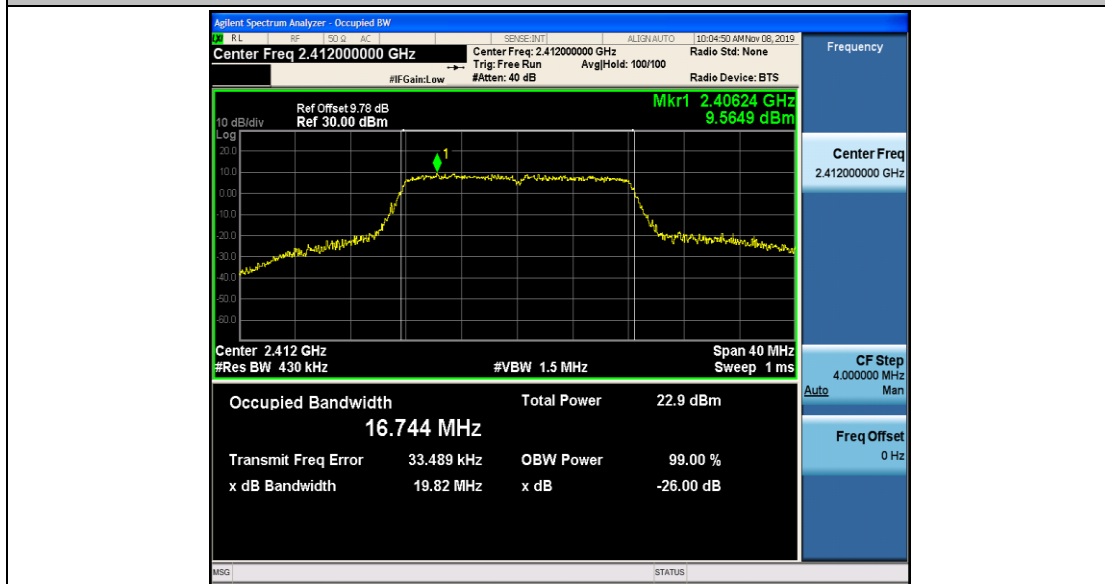 Agilent Spectrum Analyzer - Occupied BW
RL RF 50 Ω AC SENSE:INT ALIGN AUTO 10:04:50 AM Nov 08, 2019
Center Freq 2.412000000 GHz
Center Freq: 2.412000000 GHz
Radio Std: None
Trig: Free Run Avg|Hold: 100/100
#IFGain:Low #Atten: 40 dB
Radio Device: BTS
Frequency
Ref Offset 9.78 dB
Mkr1 2.40624 GHz
10 dB/div Ref 30.00 dBm
9.5649 dBm
Log
20.0
1
10.0
0.00
-10.0
-20.0
-30.0
-40.0
-50.0
-60.0
Center 2.412 GHz Span 40 MHz
#Res BW 430 kHz #VBW 1.5 MHz Sweep 1 ms
Occupied Bandwidth Total Power 22.9 dBm
16.744 MHz
Transmit Freq Error 33.489 kHz OBW Power 99.00 %
x dB Bandwidth 19.82 MHz x dB -26.00 dB
Center Freq
2.412000000 GHz
CF Step
4.000000 MHz
Auto Man
Freq Offset
0 Hz
MSG STATUS